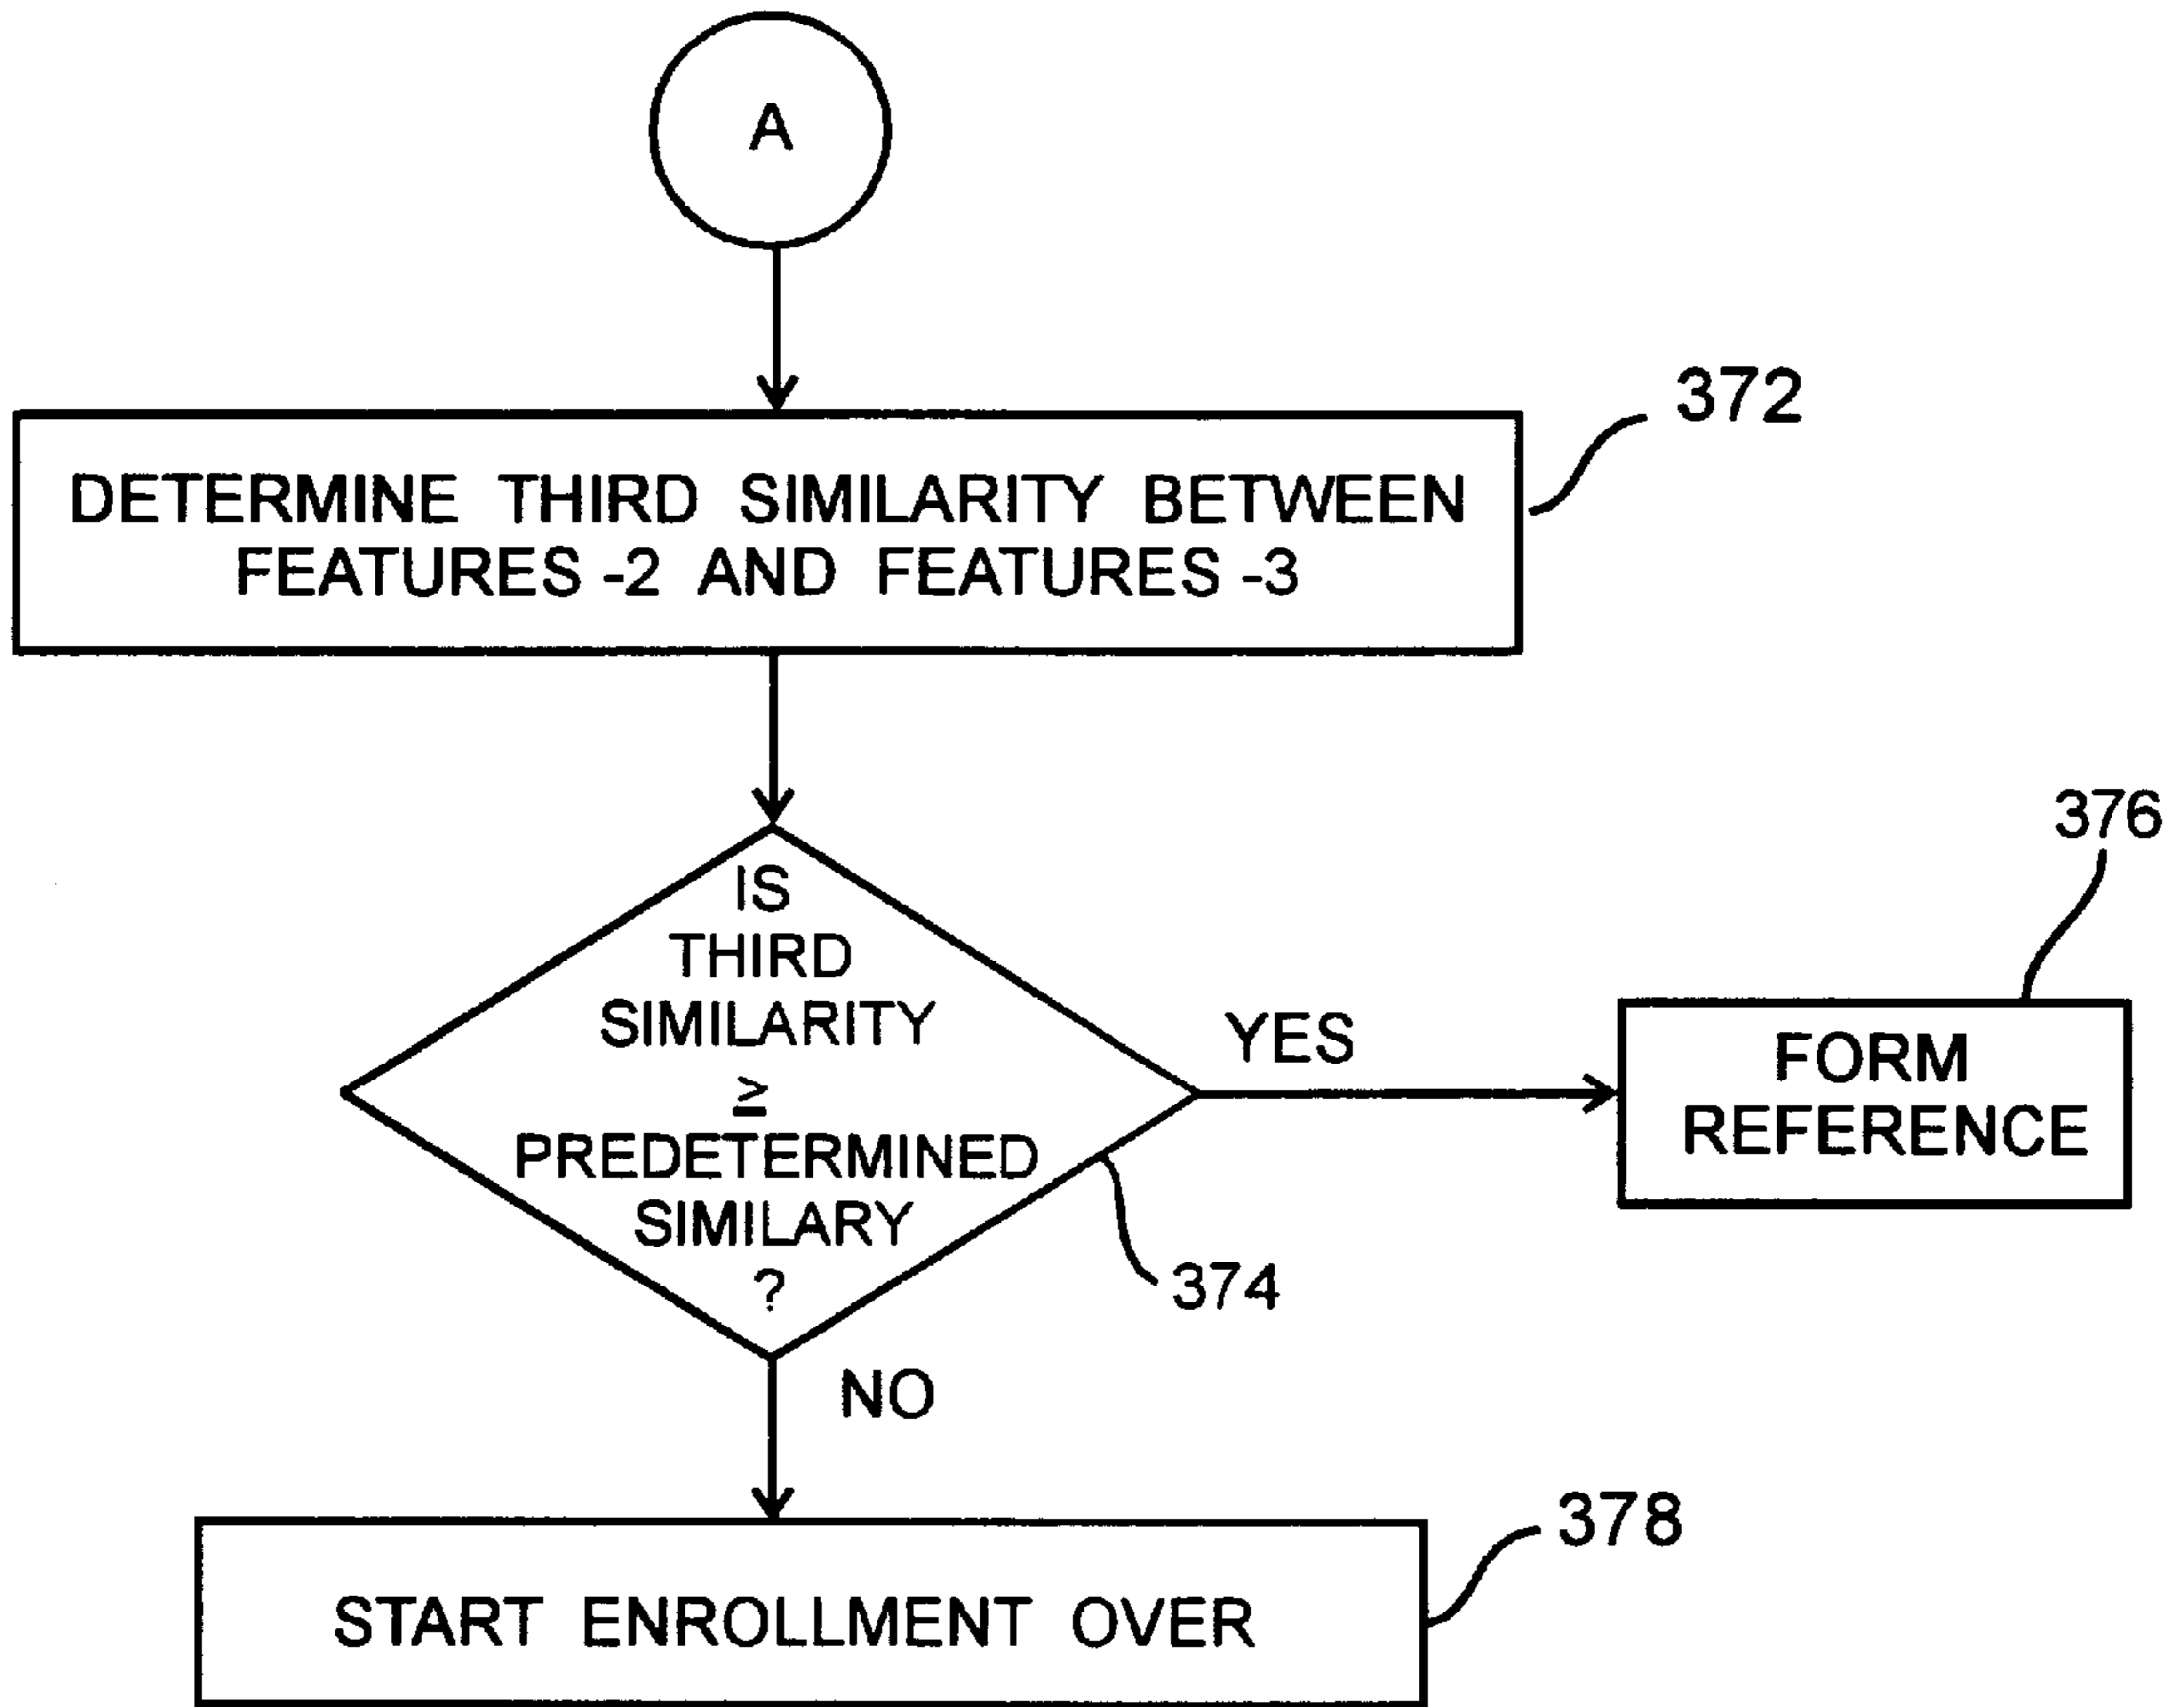 A
372
DETERMINE THIRD SIMILARITY BETWEEN
FEATURES -2 AND FEATURES -3
376
IS
THIRD
SIMILARITY
≥
PREDETERMINED
SIMILARY
?
YES
FORM
REFERENCE
374
NO
378
START ENROLLMENT OVER